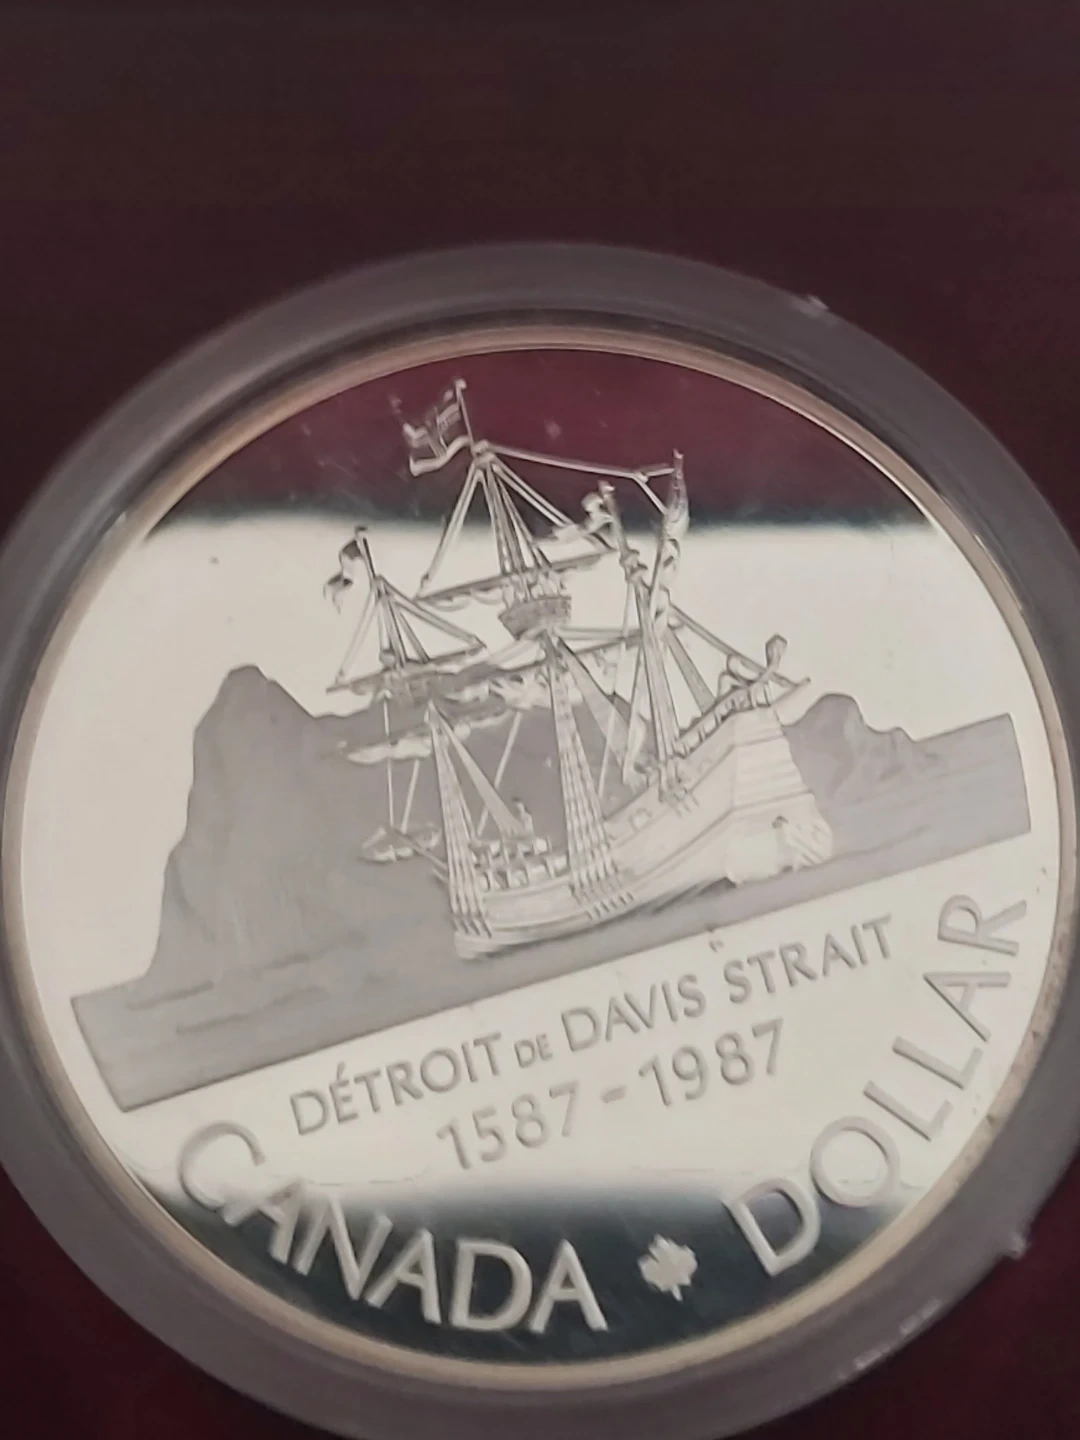 DÉTROIT DE DAVIS STRAIT
1587-1987
CANADA DOLLAR